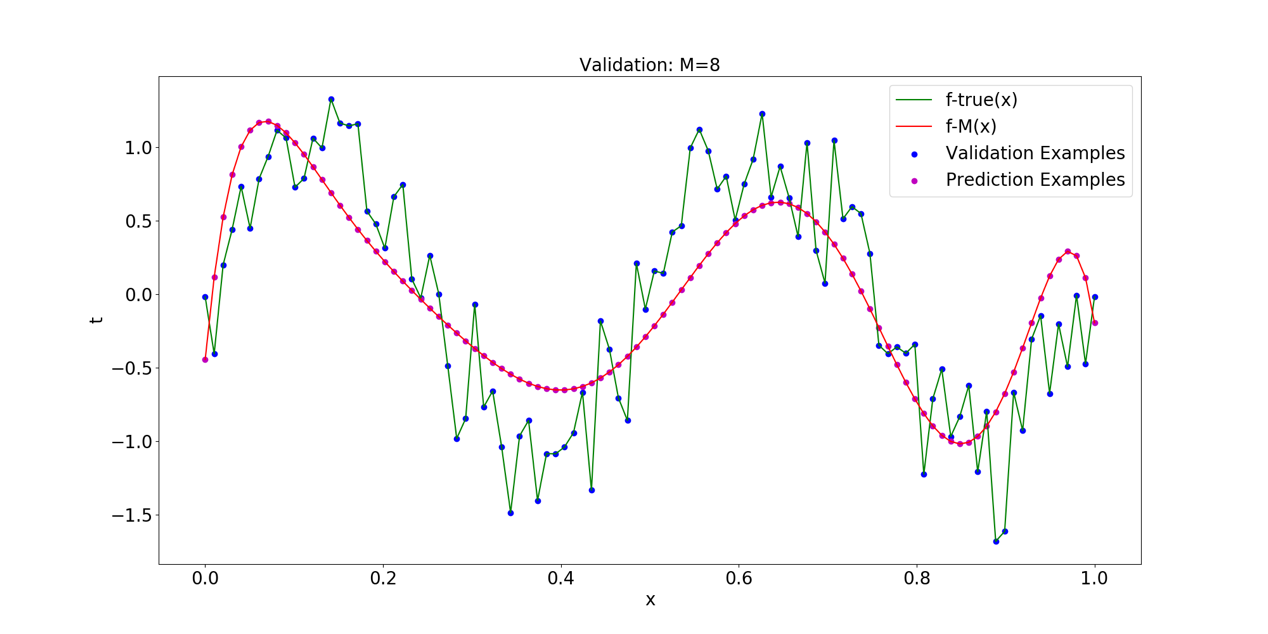 Validation: M=8
f-true(x)
f-M(x)
Validation Examples
Prediction Examples
1.0
0.5
0.0
−0.5
−1.0
−1.5
t
0.0 0.2 0.4 0.6 0.8 1.0
x